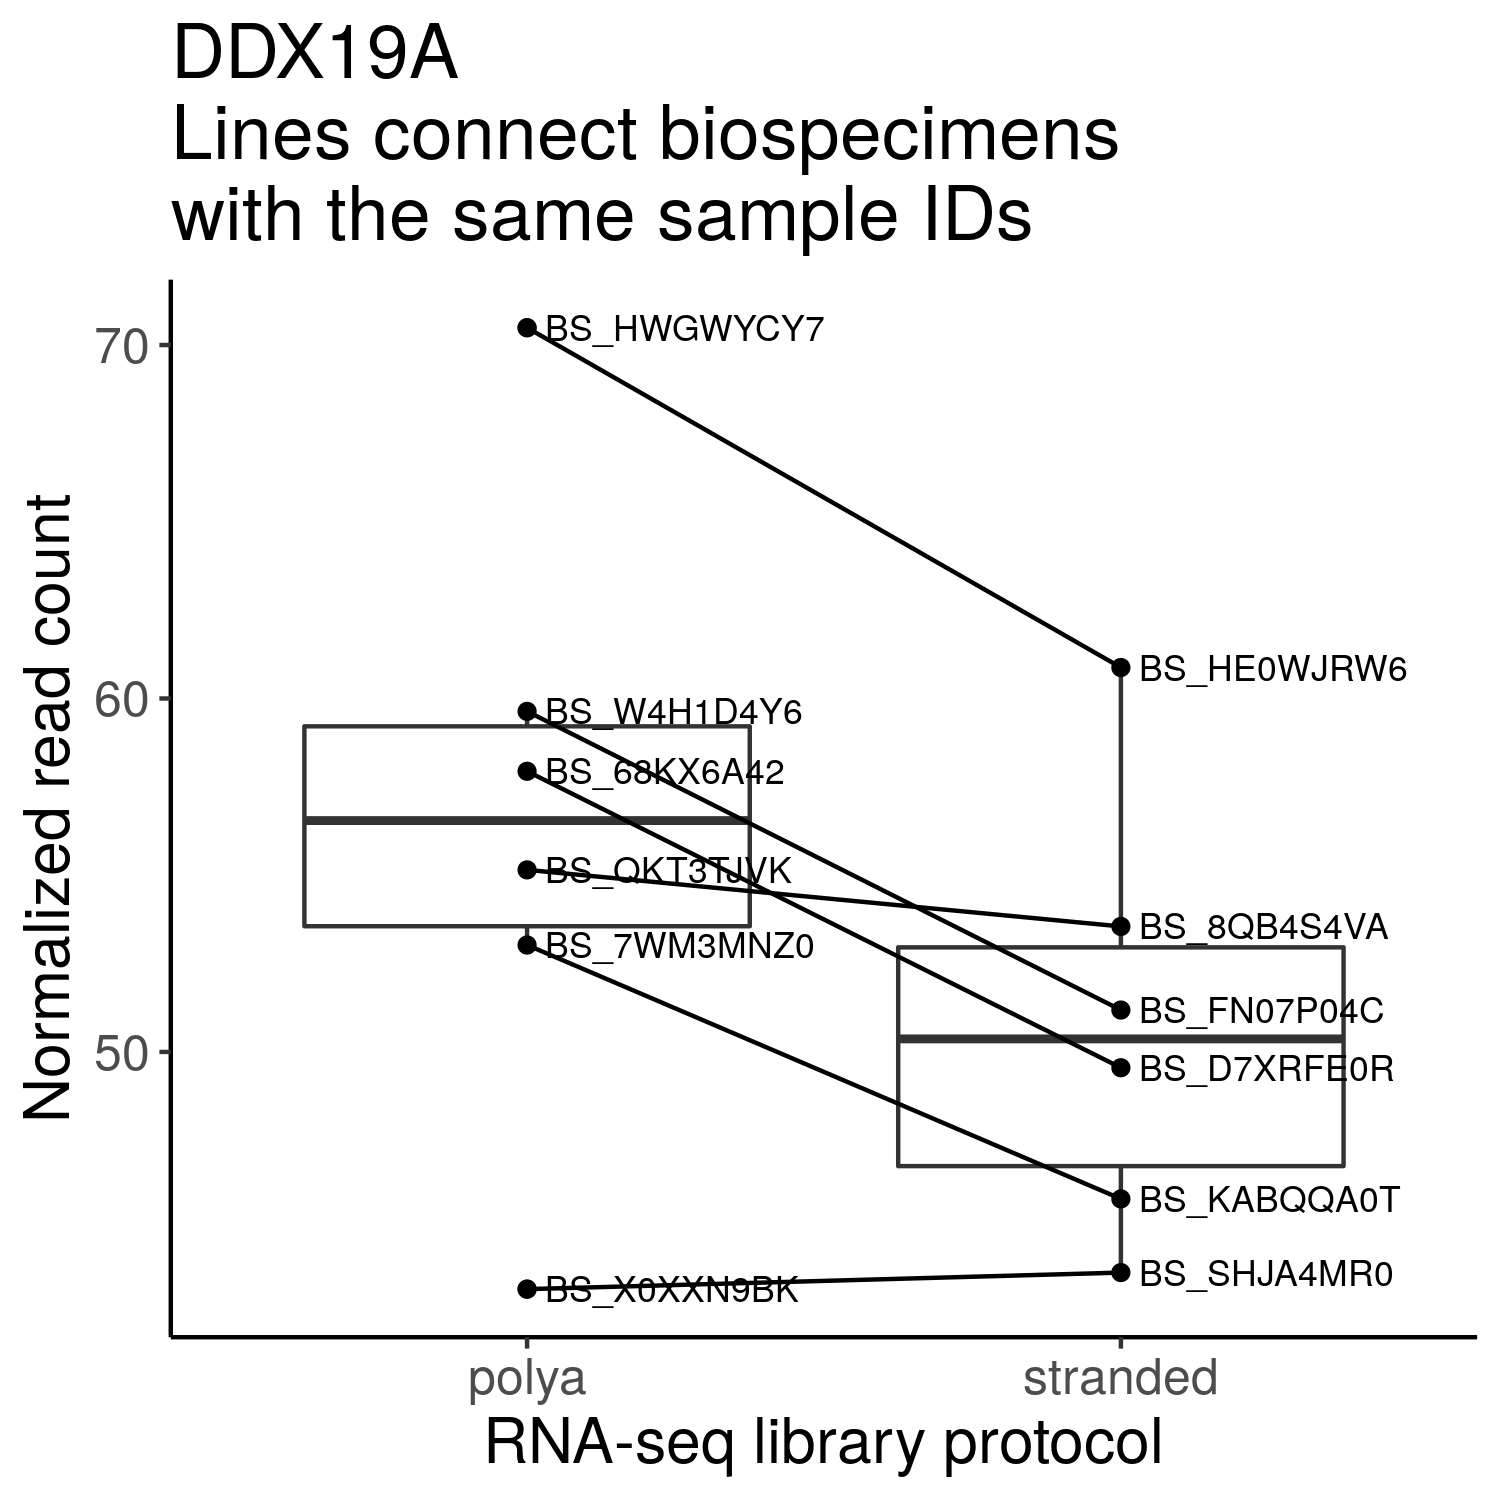 DDX19A
Lines connect biospecimens
with the same sample IDs
Normalized read count
70
60
50
BS_HWGWYCY7
BS_HE0WJRW6
BS_W4H1D4Y6
BS_68KX6A42
BS_QKT3TJVK
BS_8QB4S4VA
BS_7WM3MNZ0
BS_FN07P04C
BS_D7XRFE0R
BS_KABQQA0T
BS_SHJA4MR0
BS_X0XXN9BK
polya
stranded
RNA-seq library protocol